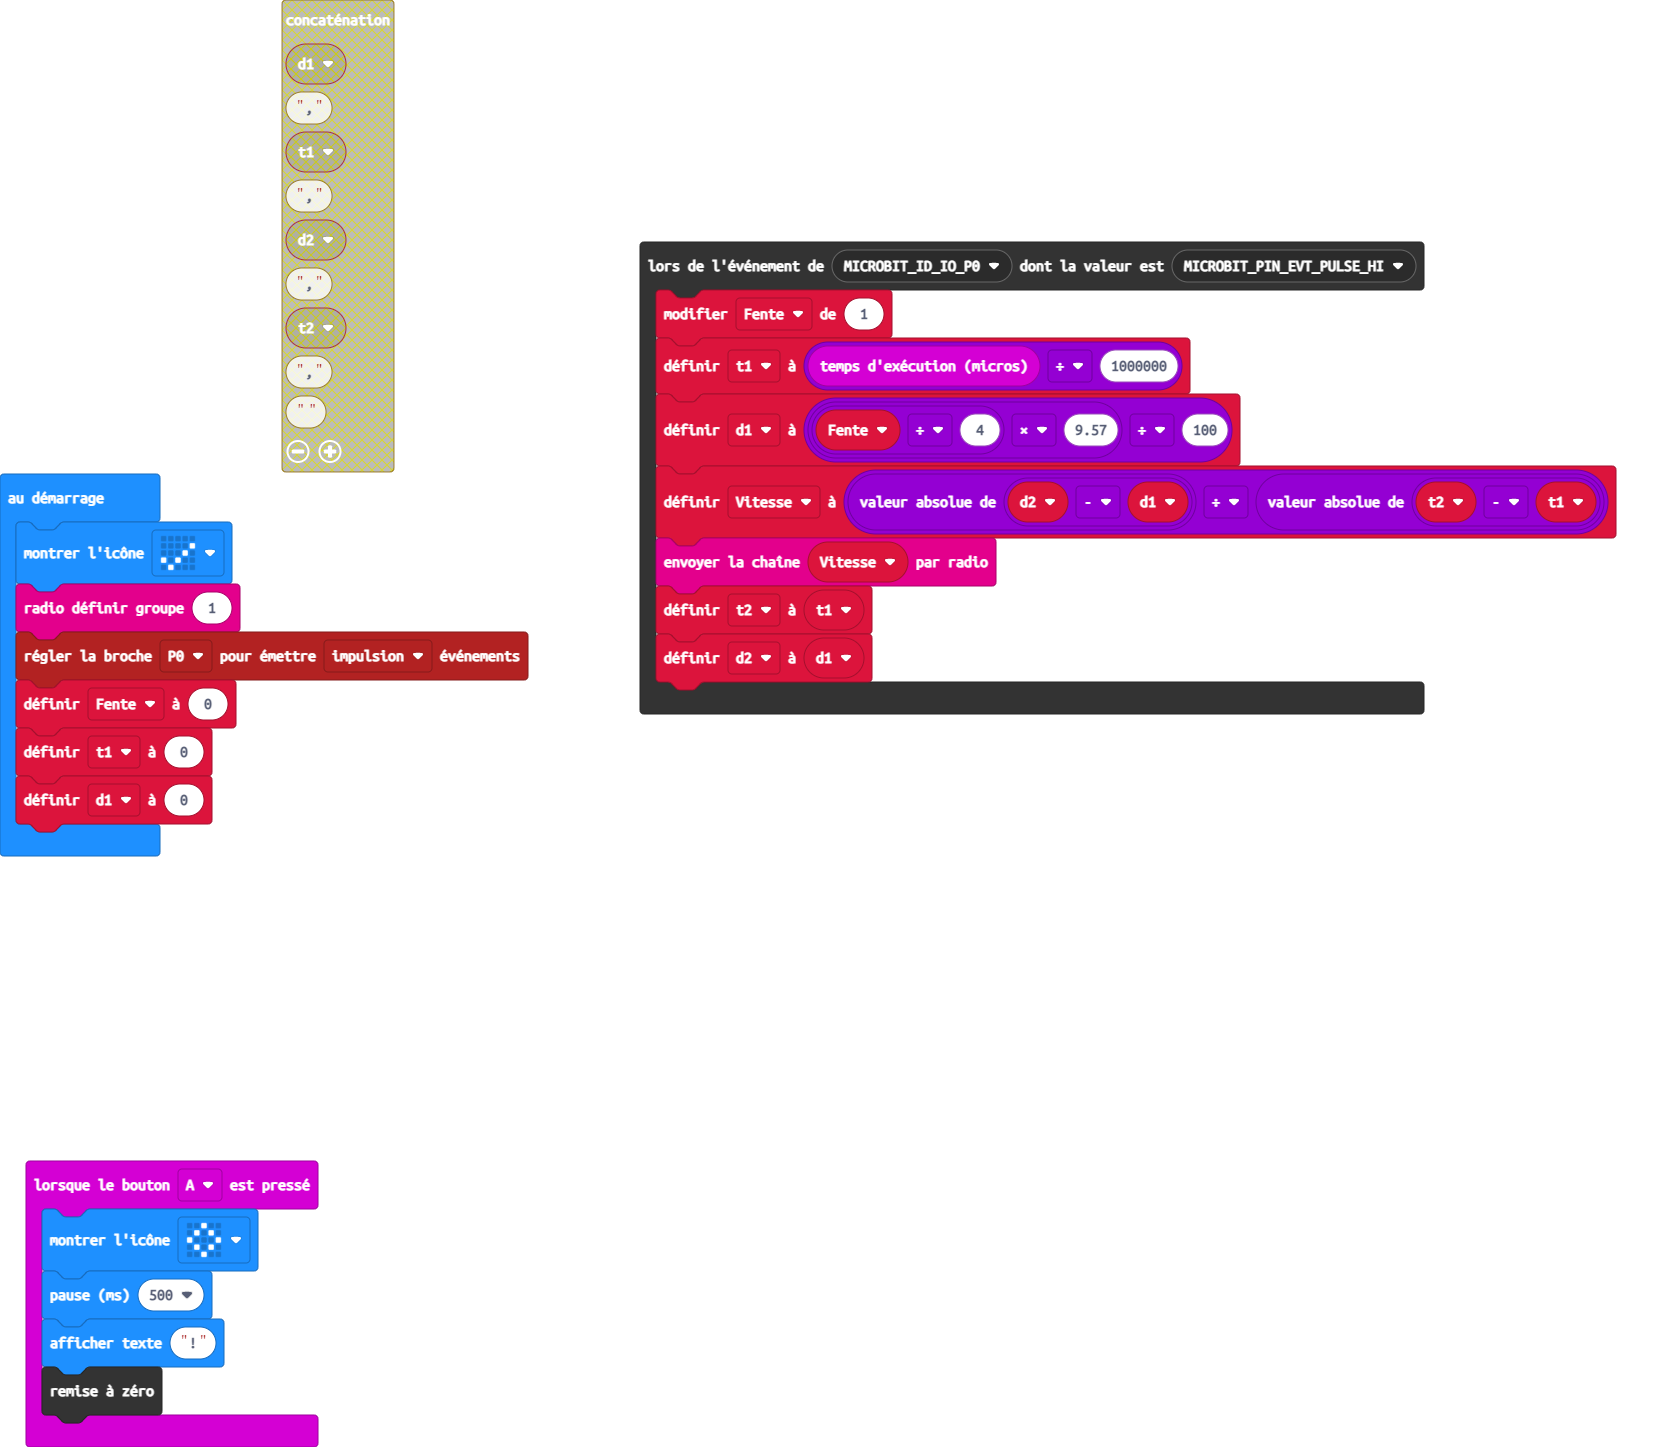 concaténation
d1
","
t1
","
d2
","
t2
","
" "
au démarrage
montrer l'icône
radio définir groupe 1
régler la broche P0 pour émettre impulsion événements
définir Fente à 0
définir t1 à 0
définir d1 à 0
lors de l'événement de MICROBIT_ID_IO_P0 dont la valeur est MICROBIT_PIN_EVT_PULSE_HI
modifier Fente de 1
définir t1 à temps d'exécution (micros) ÷ 1000000
définir d1 à Fente ÷ 4 × 9.57 ÷ 100
définir Vitesse à valeur absolue de d2 - d1 ÷ valeur absolue de t2 - t1
envoyer la chaîne Vitesse par radio
définir t2 à t1
définir d2 à d1
lorsque le bouton A est pressé
montrer l'icône
pause (ms) 500
afficher texte "!"
remise à zéro